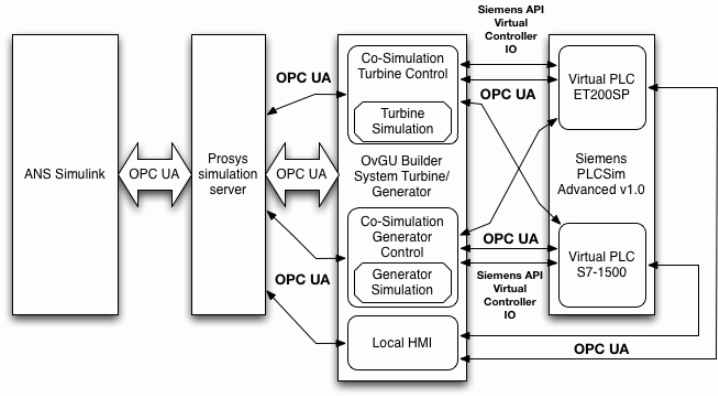 ANS Simulink
OPC UA
Prosys
simulation
server
OPC UA
OPC UA
OPC UA
Co-Simulation
Turbine Control
Turbine
Simulation
OvGU Builder
System Turbine/
Generator
Co-Simulation
Generator
Control
Generator
Simulation
Local HMI
Siemens API
Virtual
Controller
IO
OPC UA
OPC UA
Siemens API
Virtual
Controller
IO
OPC UA
Virtual PLC
ET200SP
Siemens
PLCSim
Advanced v1.0
Virtual PLC
S7-1500